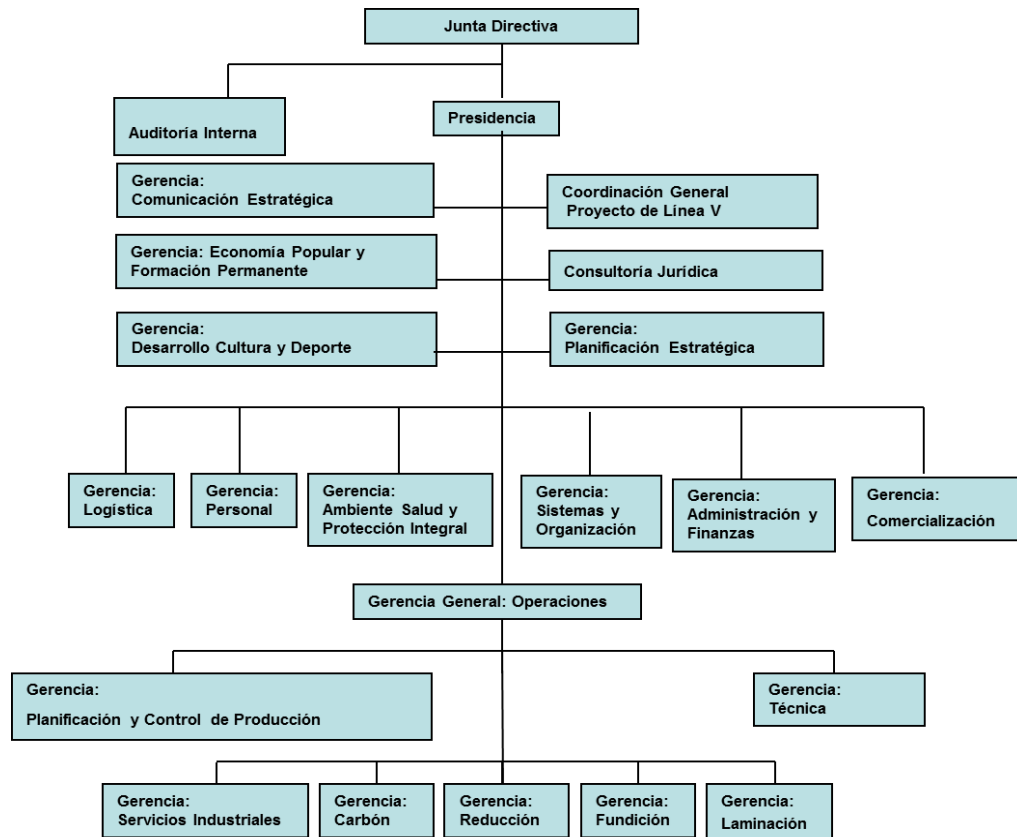 Junta Directiva
Auditoría Interna
Presidencia
Gerencia:
Comunicación Estratégica
Coordinación General
Proyecto de Línea V
Gerencia: Economía Popular y
Formación Permanente
Consultoría Jurídica
Gerencia:
Desarrollo Cultura y Deporte
Gerencia:
Planificación Estratégica
Gerencia:
Logística
Gerencia:
Personal
Gerencia:
Ambiente Salud y
Protección Integral
Gerencia:
Sistemas y
Organización
Gerencia:
Administración y
Finanzas
Gerencia:
Comercialización
Gerencia General: Operaciones
Gerencia:
Planificación y Control de Producción
Gerencia:
Técnica
Gerencia:
Servicios Industriales
Gerencia:
Carbón
Gerencia:
Reducción
Gerencia:
Fundición
Gerencia:
Laminación